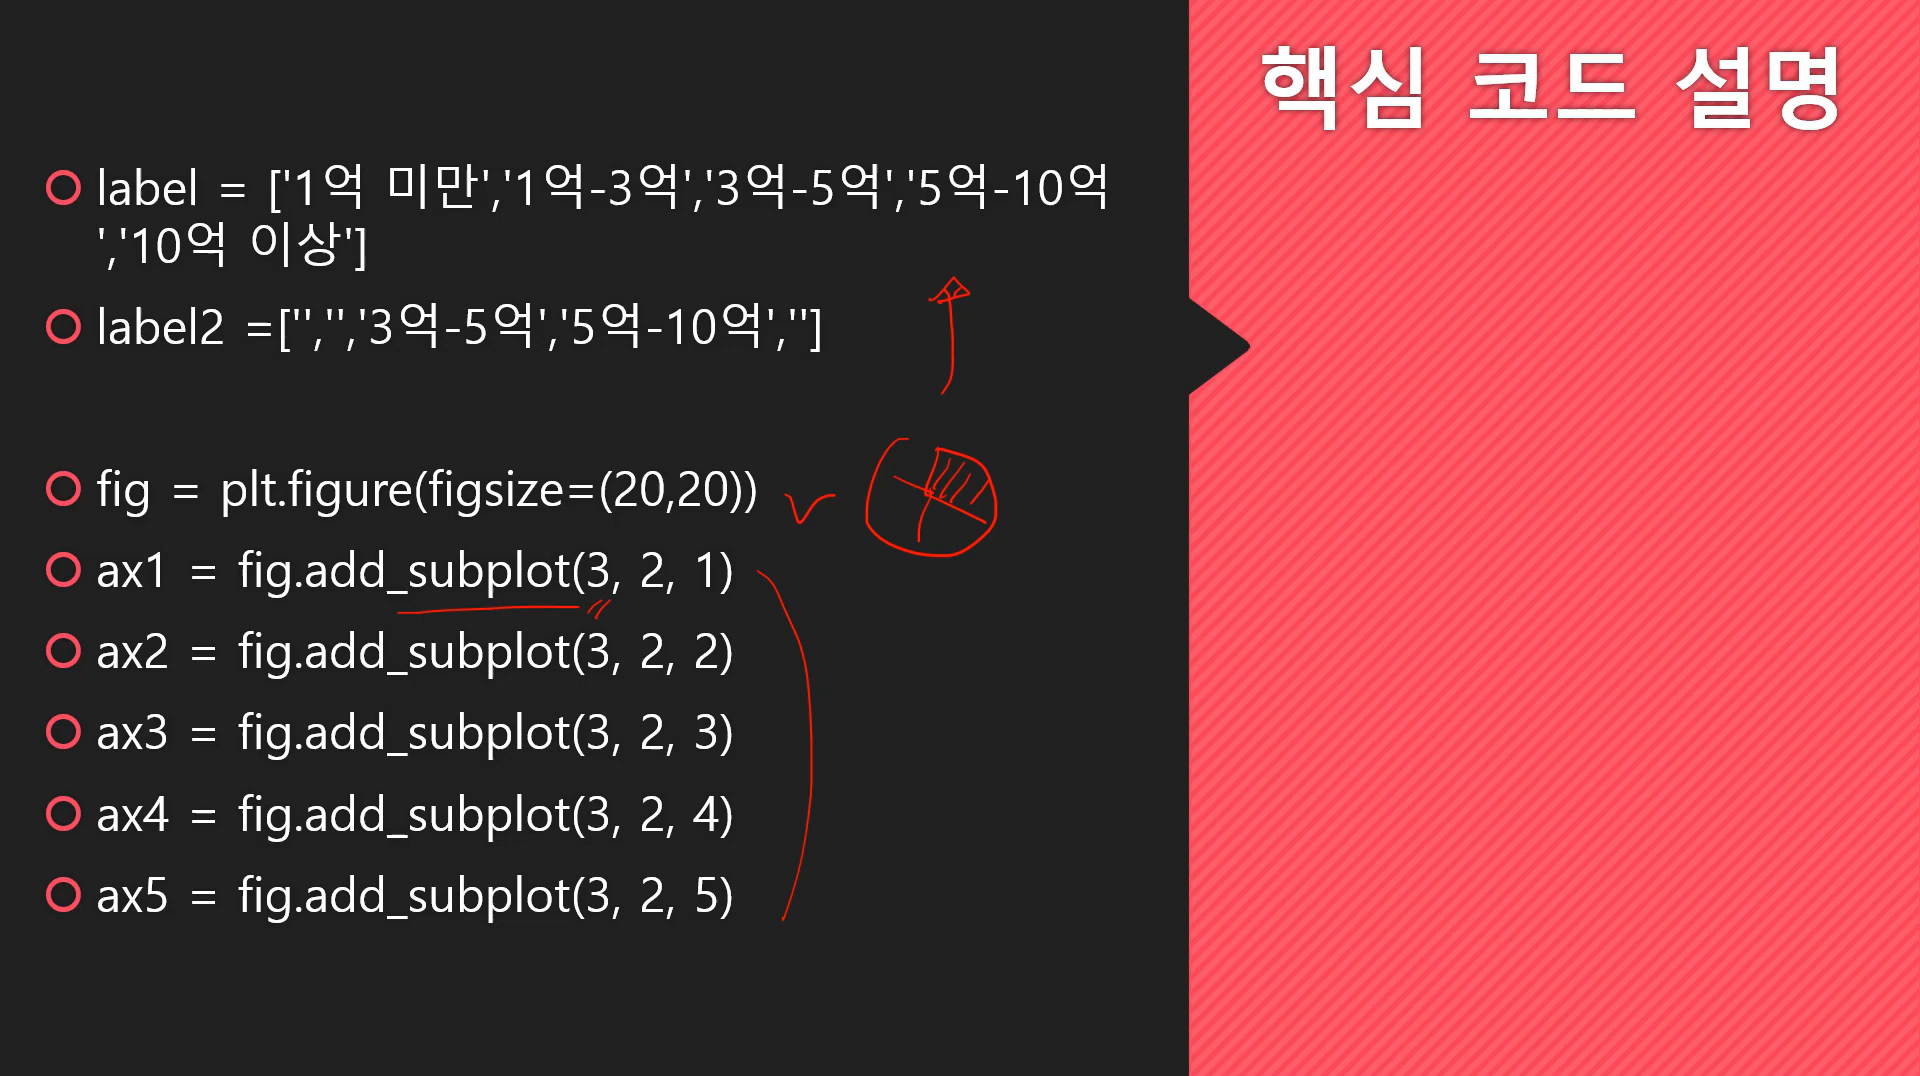 핵심 코드 설명
label = ['1억 미만','1억-3억','3억-5억','5억-10억
','10억 이상']
label2 =['','','3억-5억','5억-10억','']
fig = plt.figure(figsize=(20,20))
ax1 = fig.add_subplot(3, 2, 1)
ax2 = fig.add_subplot(3, 2, 2)
ax3 = fig.add_subplot(3, 2, 3)
ax4 = fig.add_subplot(3, 2, 4)
ax5 = fig.add_subplot(3, 2, 5)